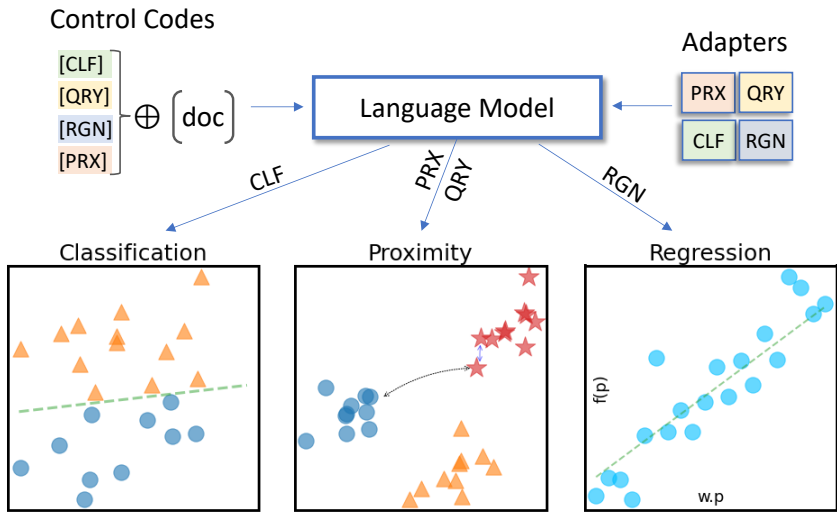 Control Codes
[CLF]
[QRY]
[RGN]
[PRX]
⊕ [doc]
Language Model
Adapters
PRX QRY
CLF RGN
CLF
PRX
QRY
RGN
Classification
Proximity
Regression
f(p)
w.p